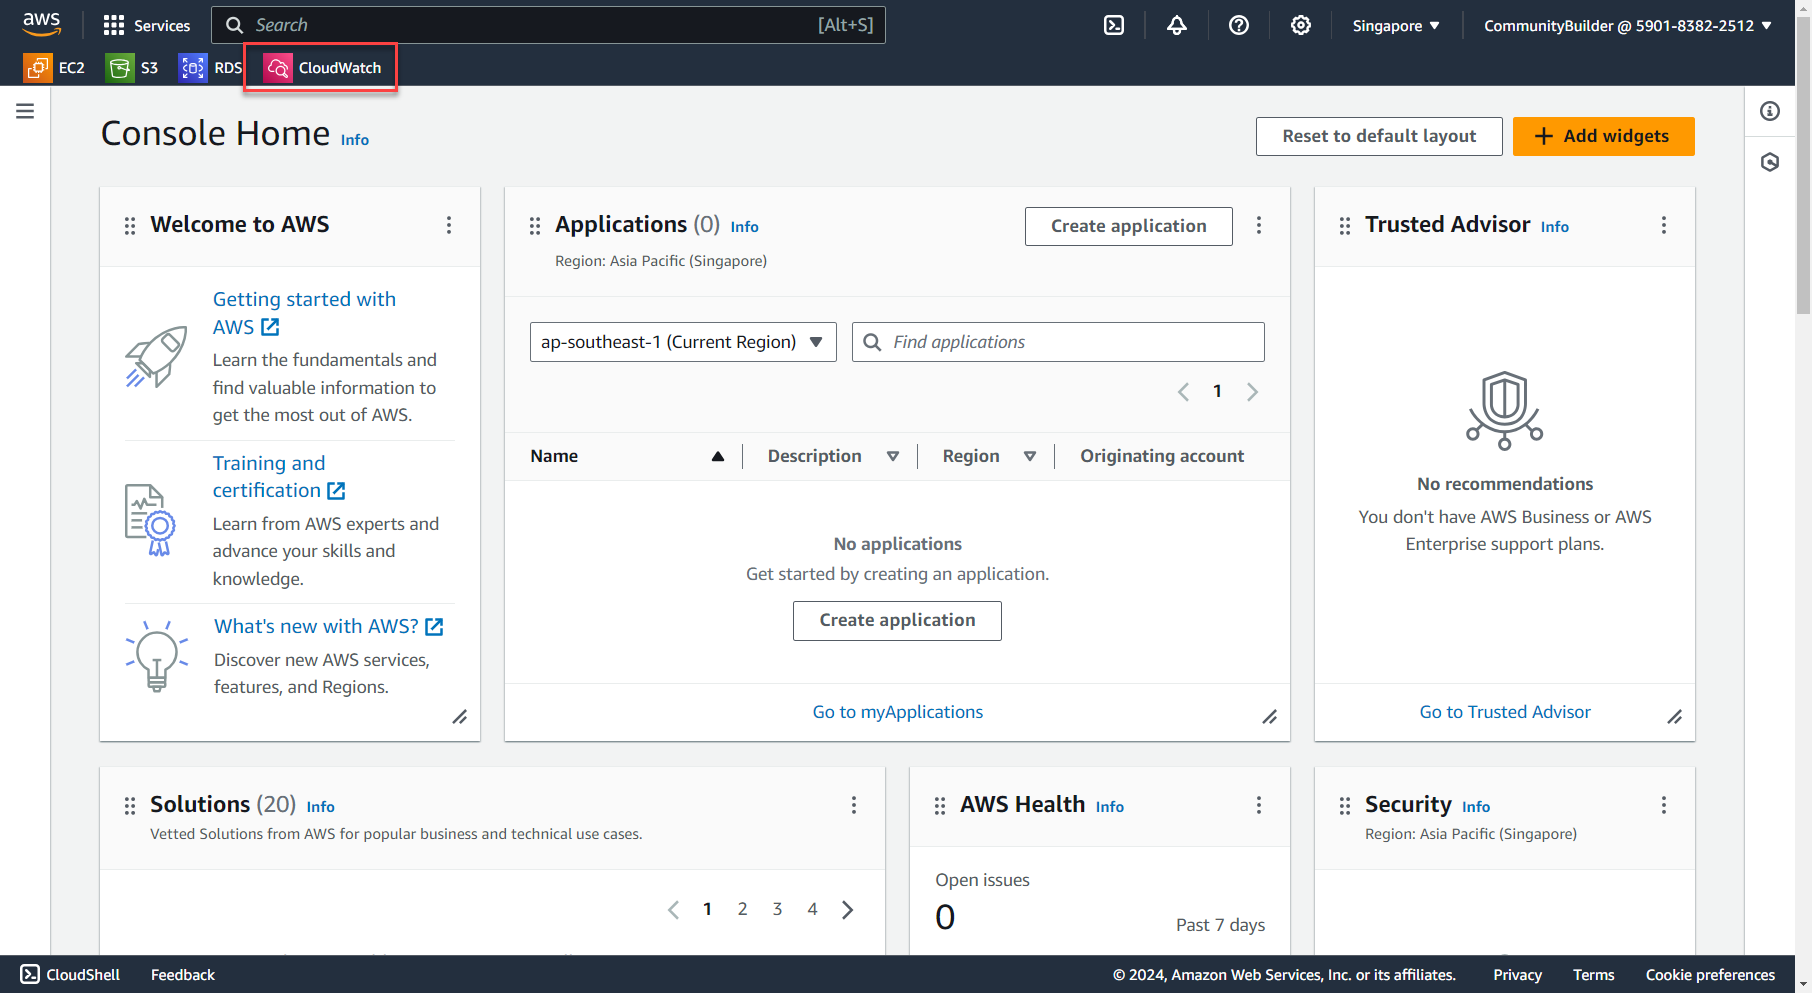 aws
Services
Search
[Alt+S]
Singapore
CommunityBuilder @ 5901-8382-2512
EC2
S3
RDS
CloudWatch
Console Home
Info
Reset to default layout
Add widgets
Welcome to AWS
Getting started with
AWS
Learn the fundamentals and
find valuable information to
get the most out of AWS.
Training and
certification
Learn from AWS experts and
advance your skills and
knowledge.
What's new with AWS?
Discover new AWS services,
features, and Regions.
Applications (0) Info
Region: Asia Pacific (Singapore)
Create application
ap-southeast-1 (Current Region)
Find applications
1
Name
Description
Region
Originating account
No applications
Get started by creating an application.
Create application
Go to myApplications
Trusted Advisor Info
No recommendations
You don't have AWS Business or AWS
Enterprise support plans.
Go to Trusted Advisor
Solutions (20) Info
Vetted Solutions from AWS for popular business and technical use cases.
1 2 3 4
AWS Health Info
Open issues
0
Past 7 days
Security Info
Region: Asia Pacific (Singapore)
CloudShell
Feedback
© 2024, Amazon Web Services, Inc. or its affiliates.
Privacy
Terms
Cookie preferences